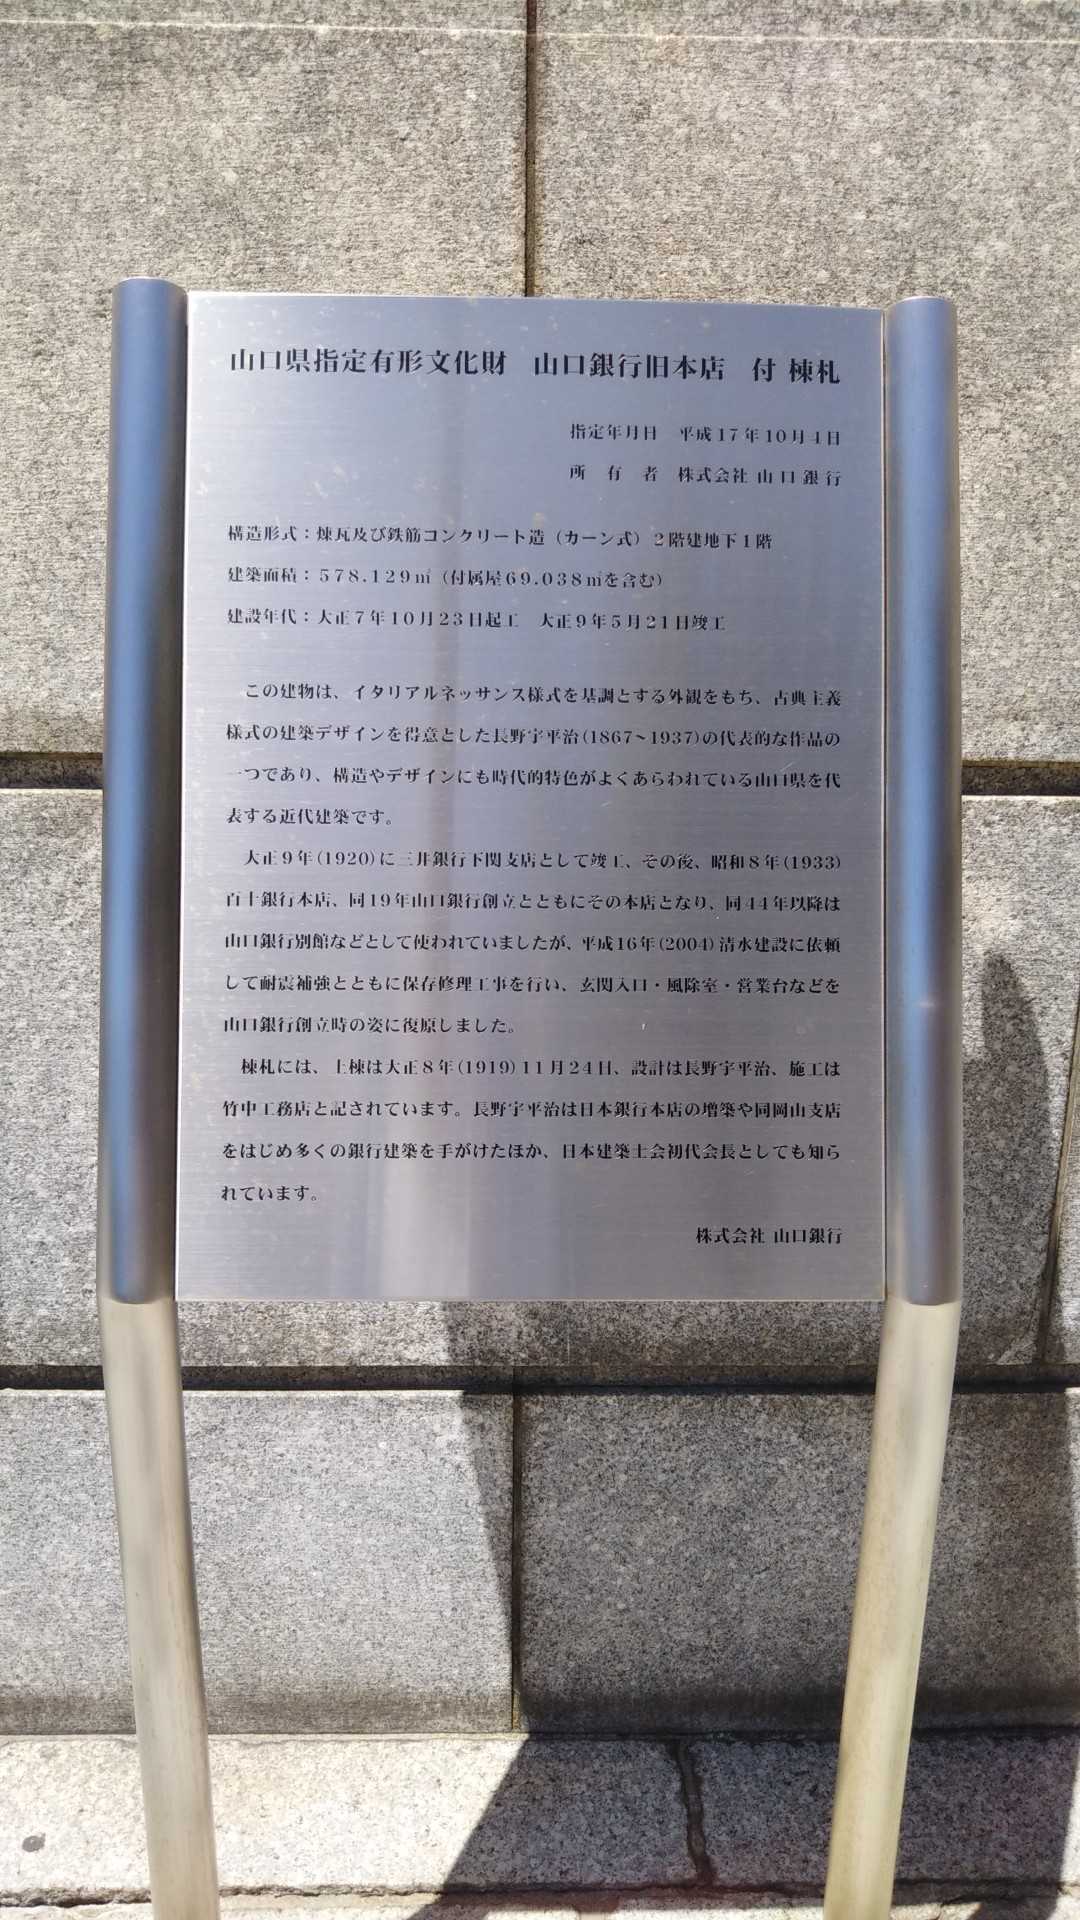 山口県指定有形文化財　山口銀行旧本店　付 棟札
指定年月日　平成17年10月4日
所　有　者　株式会社 山 口 銀 行
構造形式：煉瓦及び鉄筋コンクリート造（カーン式）2階建地下1階
建築面積：578.129㎡（付属屋69.038㎡を含む）
建設年代：大正7年10月23日起工　大正9年5月21日竣工
この建物は、イタリアルネッサンス様式を基調とする外観をもち、古典主義
様式の建築デザインを得意とした長野宇平治(1867～1937)の代表的な作品の
一つであり、構造やデザインにも時代的特色がよくあらわれている山口県を代
表する近代建築です。
大正9年(1920)に三井銀行下関支店として竣工、その後、昭和8年(1933)
百十銀行本店、同19年山口銀行創立とともにその本店となり、同44年以降は
山口銀行別館などとして使われていましたが、平成16年(2004)清水建設に依頼
して耐震補強とともに保存修理工事を行い、玄関入口・風除室・営業台などを
山口銀行創立時の姿に復原しました。
棟札には、上棟は大正8年(1919)11月24日、設計は長野宇平治、施工は
竹中工務店と記されています。長野宇平治は日本銀行本店の増築や同岡山支店
をはじめ多くの銀行建築を手がけたほか、日本建築士会初代会長としても知ら
れています。
株式会社 山口銀行